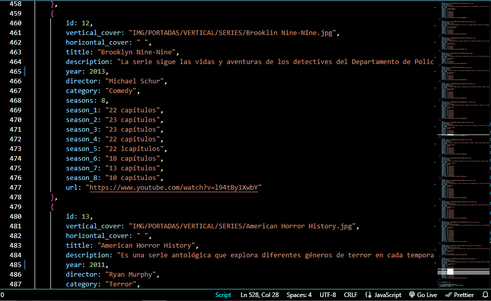 458 },
459 {
460 id: 12,
461 vertical_cover: "IMG/PORTADAS/VERTICAL/SERIES/Brooklin Nine-NIne.jpg",
462 horizontal_cover: " ",
463 tittle: "Brooklyn Nine-Nine",
464 description: "La serie sigue las vidas y aventuras de los detectives del Departamento de Polic
465 year: 2013,
466 director: "Michael Schur",
467 category: "Comedy",
468 seasons: 8,
469 season_1: "22 capítulos",
470 season_2: "23 capítulos",
471 season_3: "23 capítulos",
472 season_4: "22 capítulos",
473 season_5: "22 lcapítulos",
474 season_6: "18 capítulos",
475 season_7: "13 capítulos",
476 season_8: "10 capítulos",
477 url: "https://www.youtube.com/watch?v=l94tBy1XwbY"
478 },
479 {
480 id: 13,
481 vertical_cover: "IMG/PORTADAS/VERTICAL/SERIES/American Horror History.jpg",
482 horizontal_cover: " ",
483 tittle: "American Horror History",
484 description: "Es una serie antológica que explora diferentes géneros de terror en cada tempora
485 year: 2011,
486 director: "Ryan Murphy",
487 category: "Terror",
0 Script Ln 528, Col 28 Spaces: 4 UTF-8 CRLF JavaScript Go Live Prettier